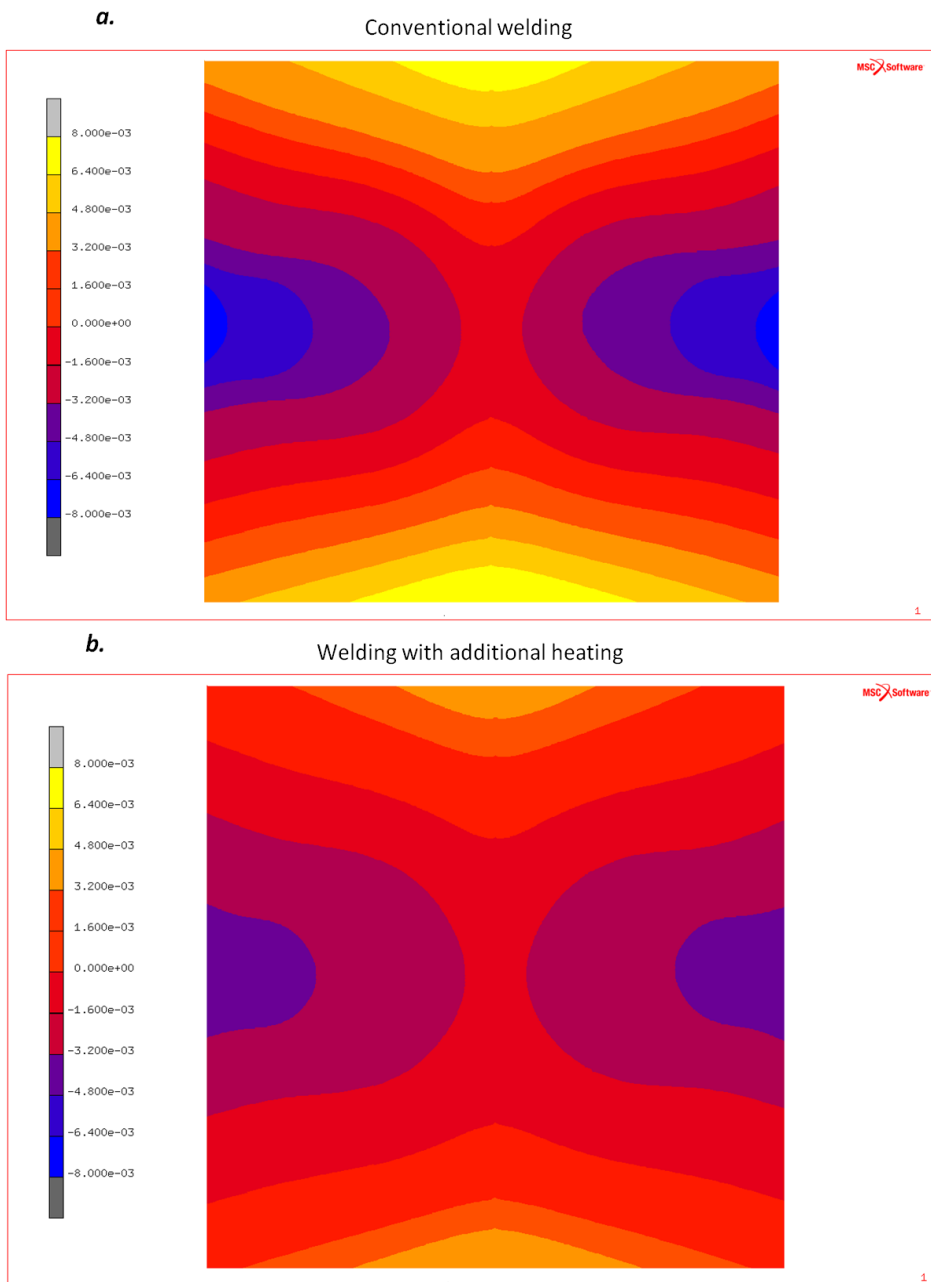 a.
Conventional welding
MSC Software
8.000e-03
6.400e-03
4.800e-03
3.200e-03
1.600e-03
0.000e+00
-1.600e-03
-3.200e-03
-4.800e-03
-6.400e-03
-8.000e-03
1
b.
Welding with additional heating
MSC Software
8.000e-03
6.400e-03
4.800e-03
3.200e-03
1.600e-03
0.000e+00
-1.600e-03
-3.200e-03
-4.800e-03
-6.400e-03
-8.000e-03
1